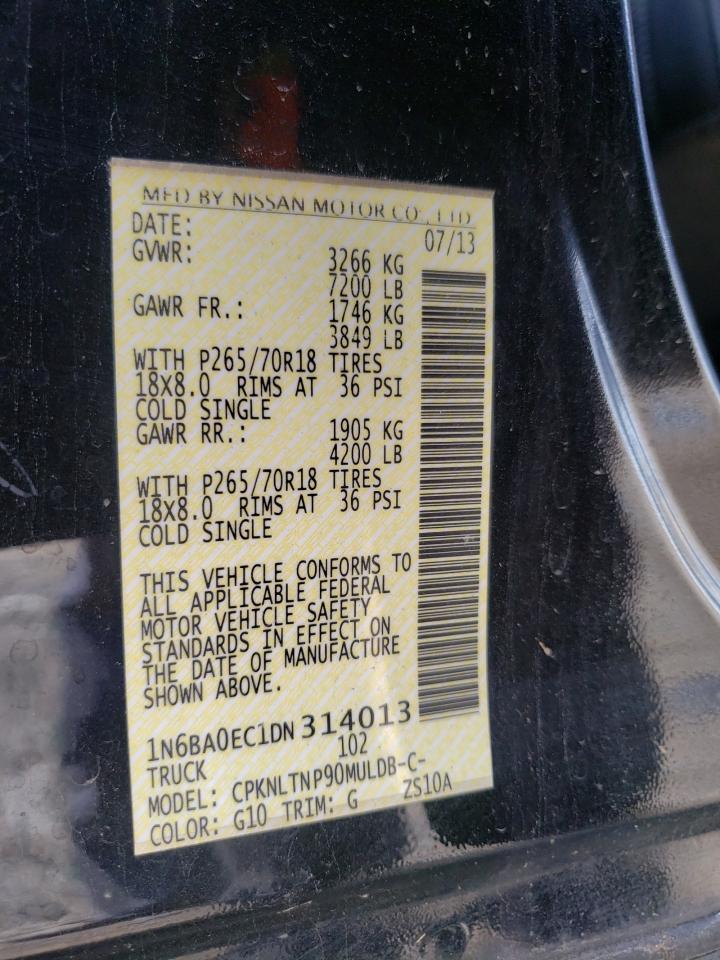 MFD BY NISSAN MOTOR CO., LTD
DATE: 07/13
GVWR: 3266 KG
7200 LB
GAWR FR.: 1746 KG
3849 LB
WITH P265/70R18 TIRES
18X8.0 RIMS AT 36 PSI
COLD SINGLE
GAWR RR.: 1905 KG
4200 LB
WITH P265/70R18 TIRES
18X8.0 RIMS AT 36 PSI
COLD SINGLE
THIS VEHICLE CONFORMS TO
ALL APPLICABLE FEDERAL
MOTOR VEHICLE SAFETY
STANDARDS IN EFFECT ON
THE DATE OF MANUFACTURE
SHOWN ABOVE.
1N6BA0EC1DN314013
TRUCK 102
MODEL: CPKNLTNP90MULDB-C-
COLOR: G10 TRIM: G ZS10A